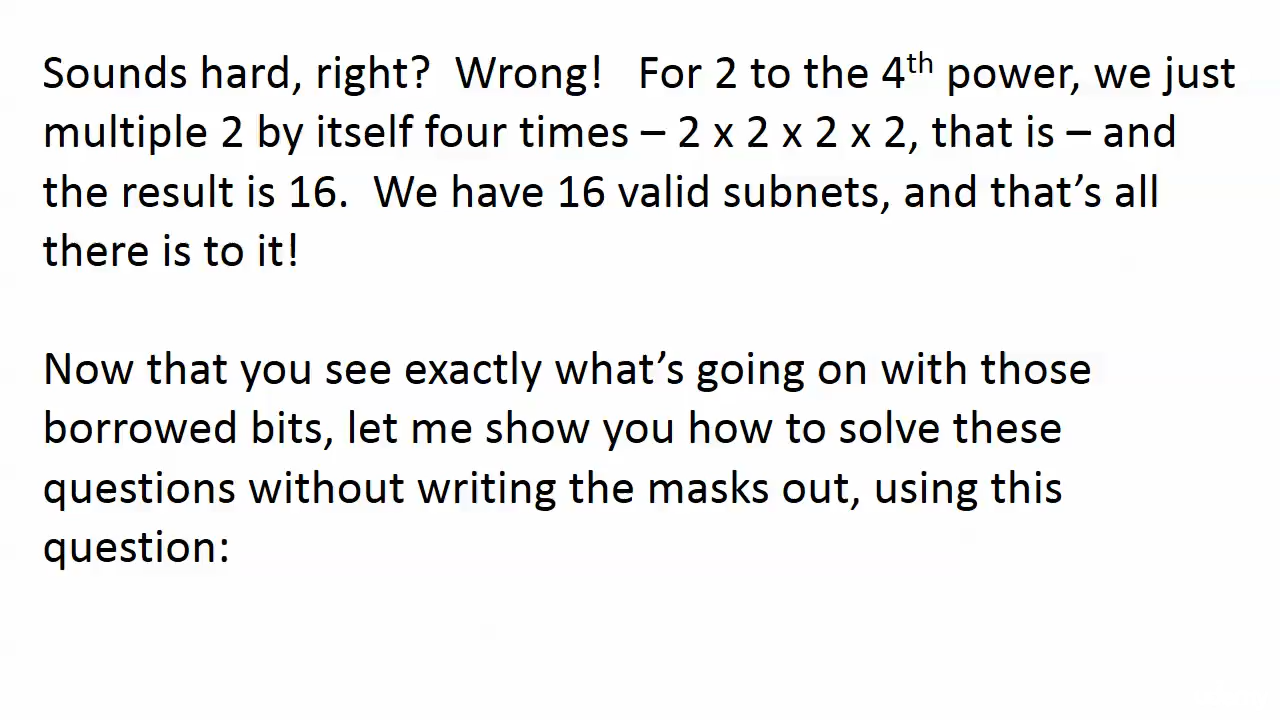 Sounds hard, right?  Wrong!   For 2 to the 4th power, we just
multiple 2 by itself four times – 2 x 2 x 2 x 2, that is – and
the result is 16.  We have 16 valid subnets, and that’s all
there is to it!
Now that you see exactly what’s going on with those
borrowed bits, let me show you how to solve these
questions without writing the masks out, using this
question: